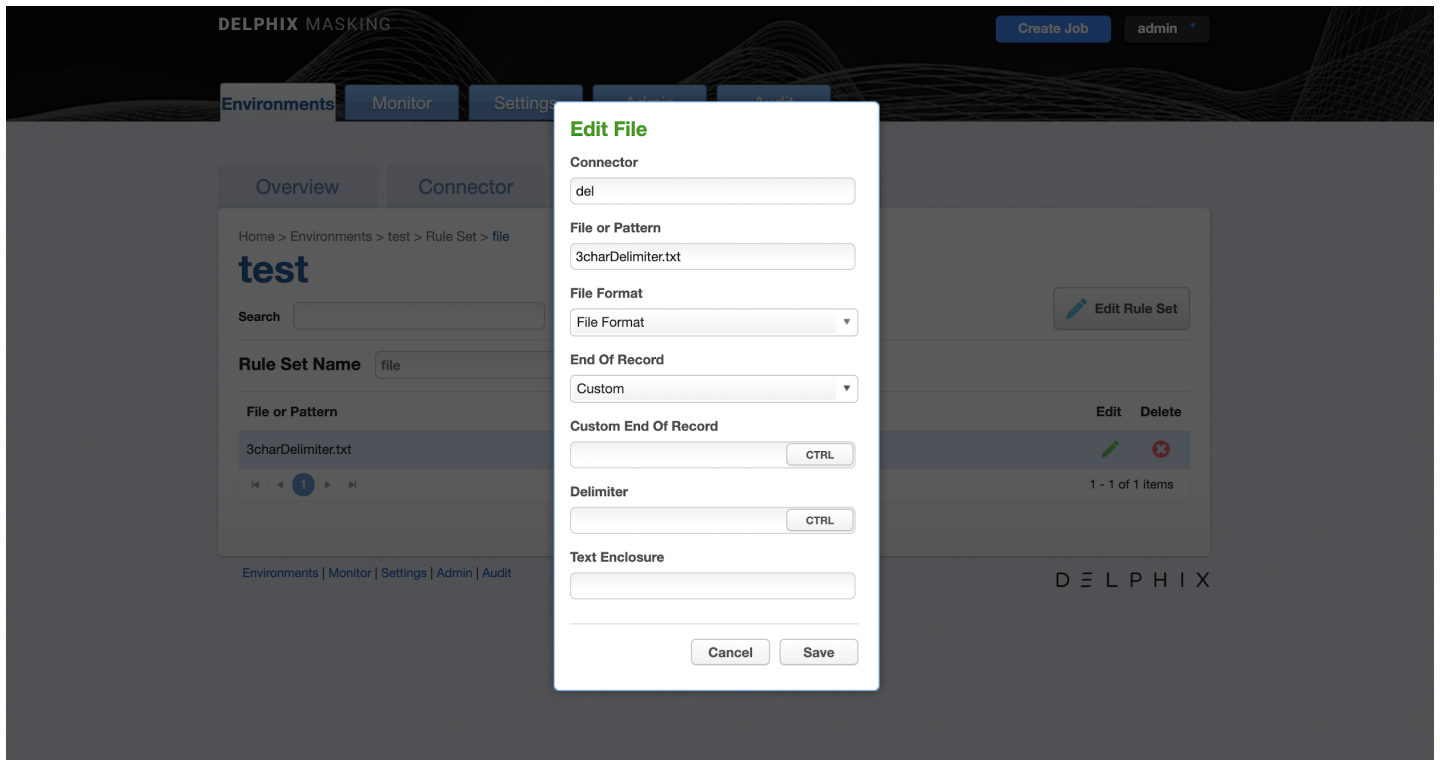 DELPHIX MASKING
Create Job
admin
Environments
Monitor
Settings
Admin
Audit
Overview
Connector
Home > Environments > test > Rule Set > file
test
Search
Edit Rule Set
Rule Set Name
file
File or Pattern
Edit
Delete
3charDelimiter.txt
1
1 - 1 of 1 items
Environments | Monitor | Settings | Admin | Audit
DELPHIX
Edit File
Connector
del
File or Pattern
3charDelimiter.txt
File Format
File Format
End Of Record
Custom
Custom End Of Record
CTRL
Delimiter
CTRL
Text Enclosure
Cancel
Save